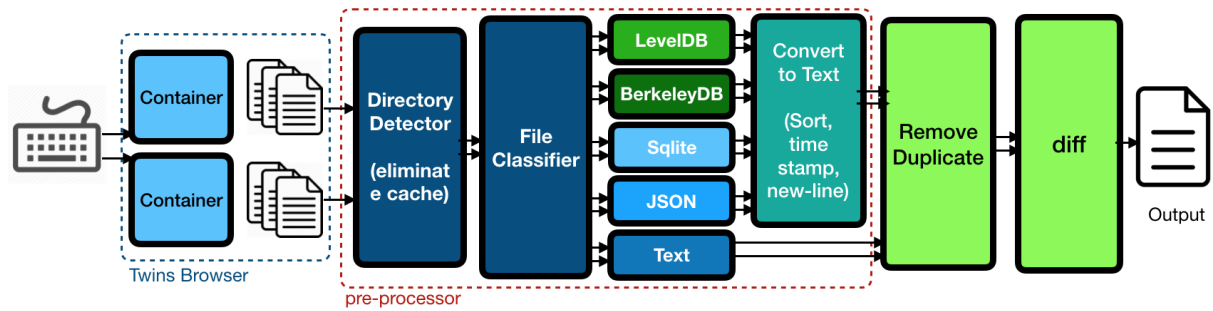 Container
Container
Twins Browser
Directory
Detector
(eliminat
e cache)
File
Classifier
LevelDB
BerkeleyDB
Sqlite
JSON
Text
Convert
to Text
(Sort,
time
stamp,
new-line)
pre-processor
Remove
Duplicate
diff
Output